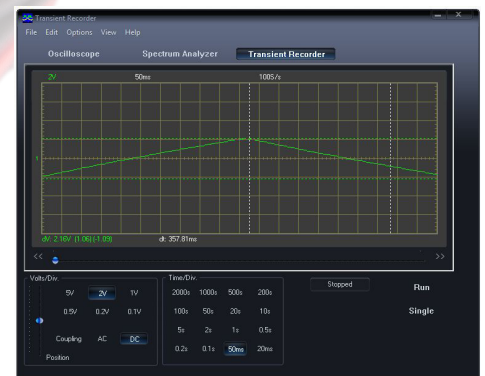 Transient Recorder
File Edit Options View Help
Oscilloscope Spectrum Analyzer Transient Recorder
2V 50ms 100S/s
1
dV: 2.16V (1.06) (-1.09) dt: 357.81ms
<< >>
Volts/Div.
5V 2V 1V
0.5V 0.2V 0.1V
Coupling AC DC
Position
Time/Div.
2000s 1000s 500s 200s
100s 50s 20s 10s
5s 2s 1s 0.5s
0.2s 0.1s 50ms 20ms
Stopped
Run
Single